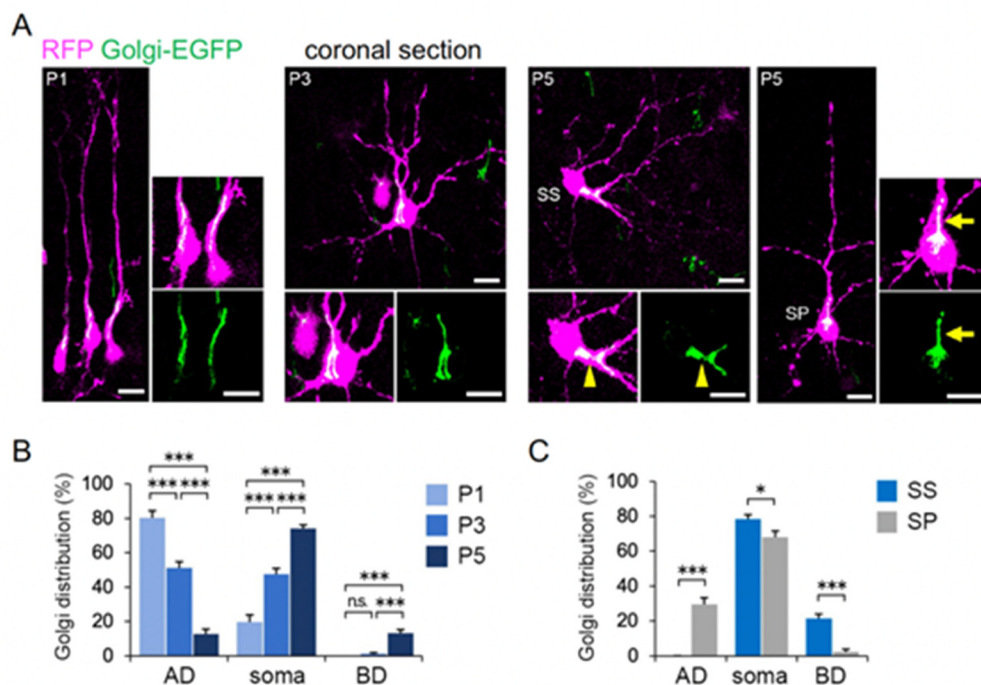 A
RFP Golgi-EGFP
coronal section
P1
P3
P5
SS
P5
SP
B
Golgi distribution (%)
100
80
60
40
20
0
***
*** ***
***
*** ***
***
n.s. ***
AD soma BD
P1
P3
P5
C
Golgi distribution (%)
100
80
60
40
20
0
***
*
***
AD soma BD
SS
SP